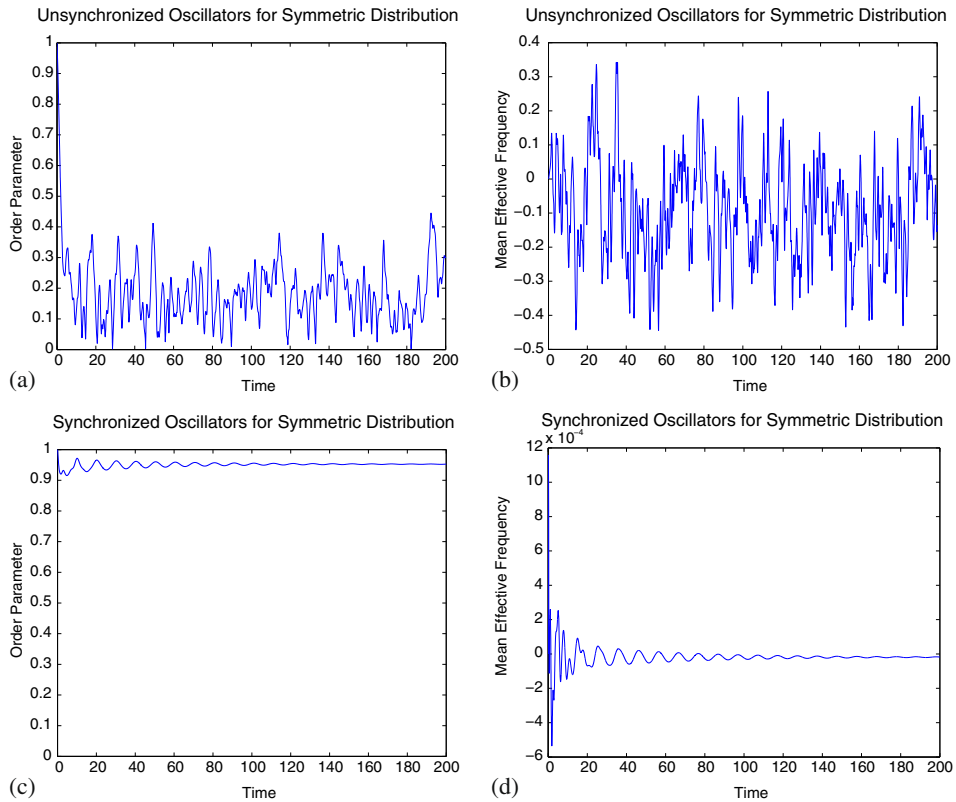 Unsynchronized Oscillators for Symmetric Distribution
1
0.9
0.8
0.7
0.6
0.5
0.4
0.3
0.2
0.1
0
Order Parameter
0 20 40 60 80 100 120 140 160 180 200
Time
(a)
Unsynchronized Oscillators for Symmetric Distribution
0.5
0.4
0.3
0.2
0.1
0
−0.1
−0.2
−0.3
−0.4
−0.5
Mean Effective Frequency
0 20 40 60 80 100 120 140 160 180 200
Time
(b)
Synchronized Oscillators for Symmetric Distribution
1
0.9
0.9
0.7
0.6
0.5
0.4
0.3
0.2
0.1
0
Order Parameter
0 20 40 60 80 100 120 140 160 180 200
Time
(c)
Synchronized Oscillators for Symmetric Distribution
12 × 10⁻⁴
10
8
6
4
2
0
−2
−4
−6
Mean Effective Frequency
0 20 40 60 80 100 120 140 160 180 200
Time
(d)